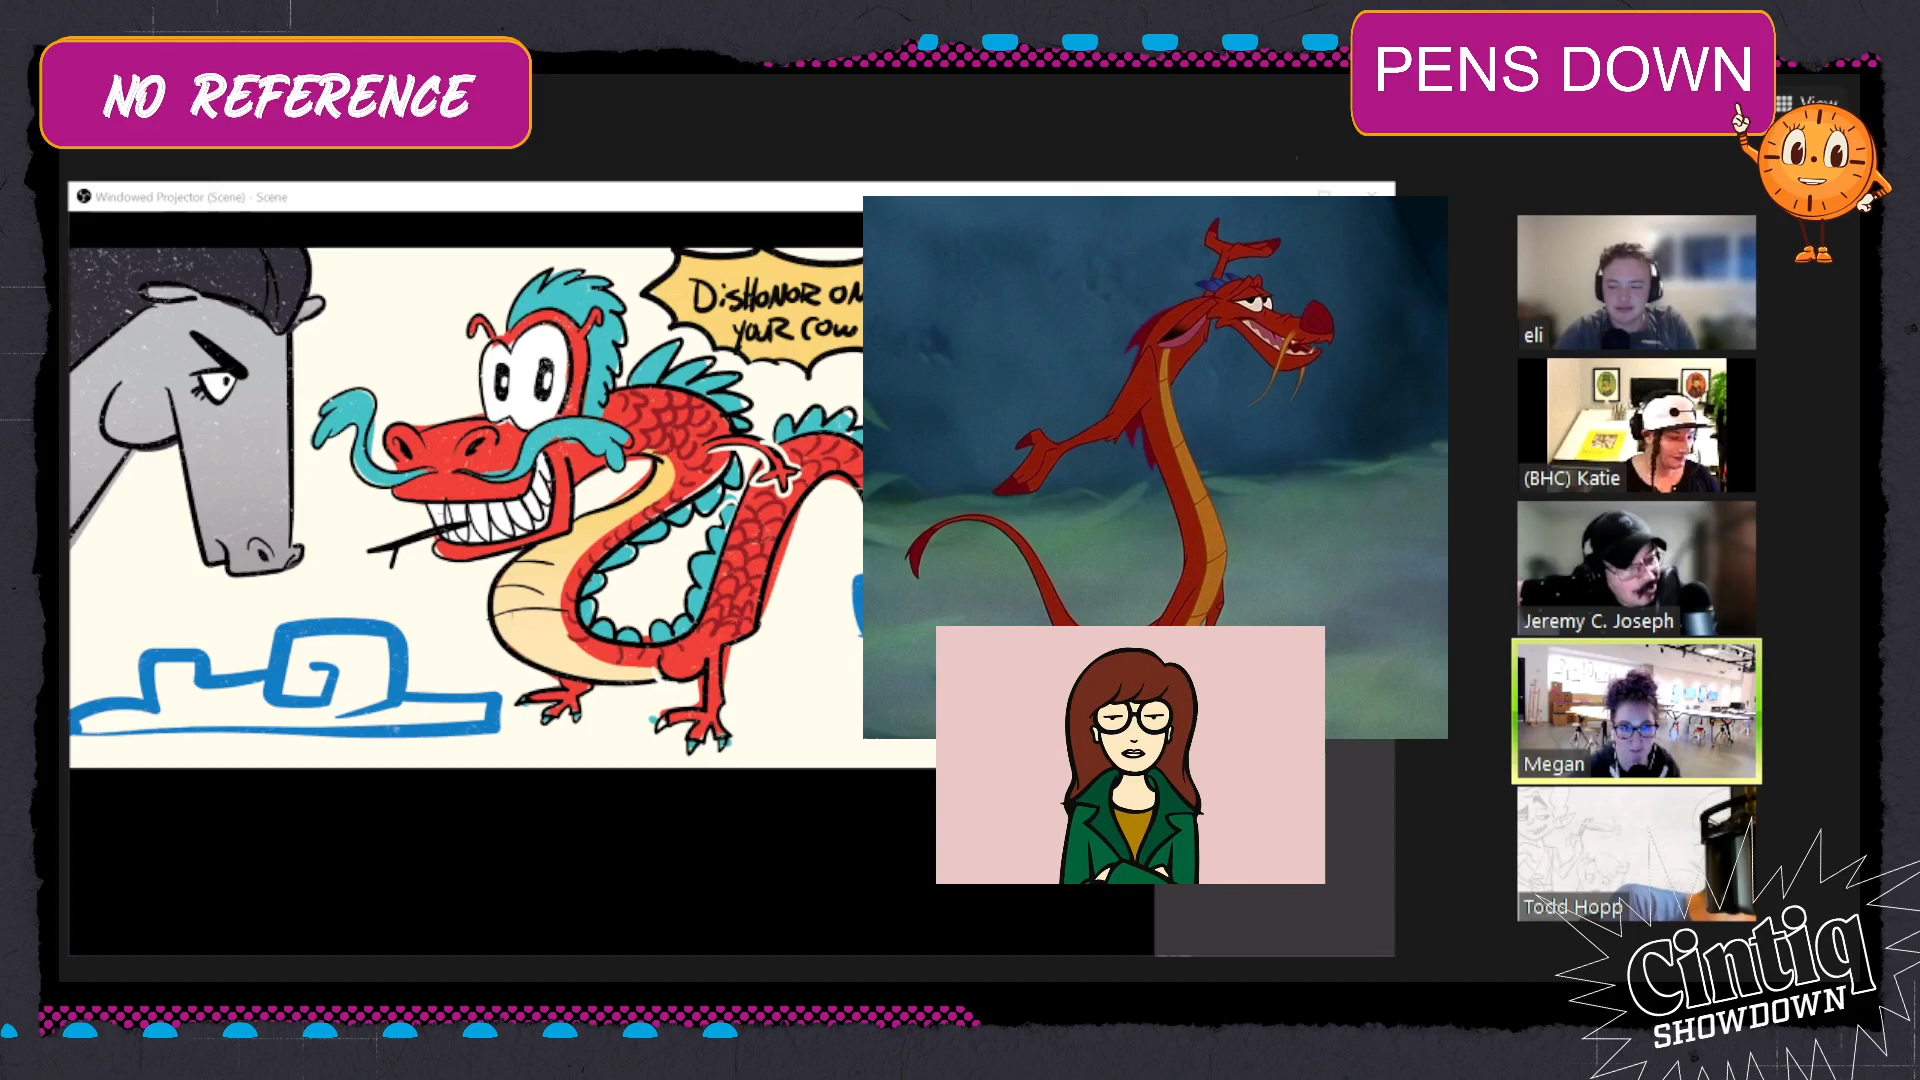 NO REFERENCE
PENS DOWN
View
Windowed Projector (Scene) - Scene
DisHONOR ON
youR cow
eli
(BHC) Katie
Jeremy C. Joseph
Megan
Todd Hopp
Cintiq
SHOWDOWN